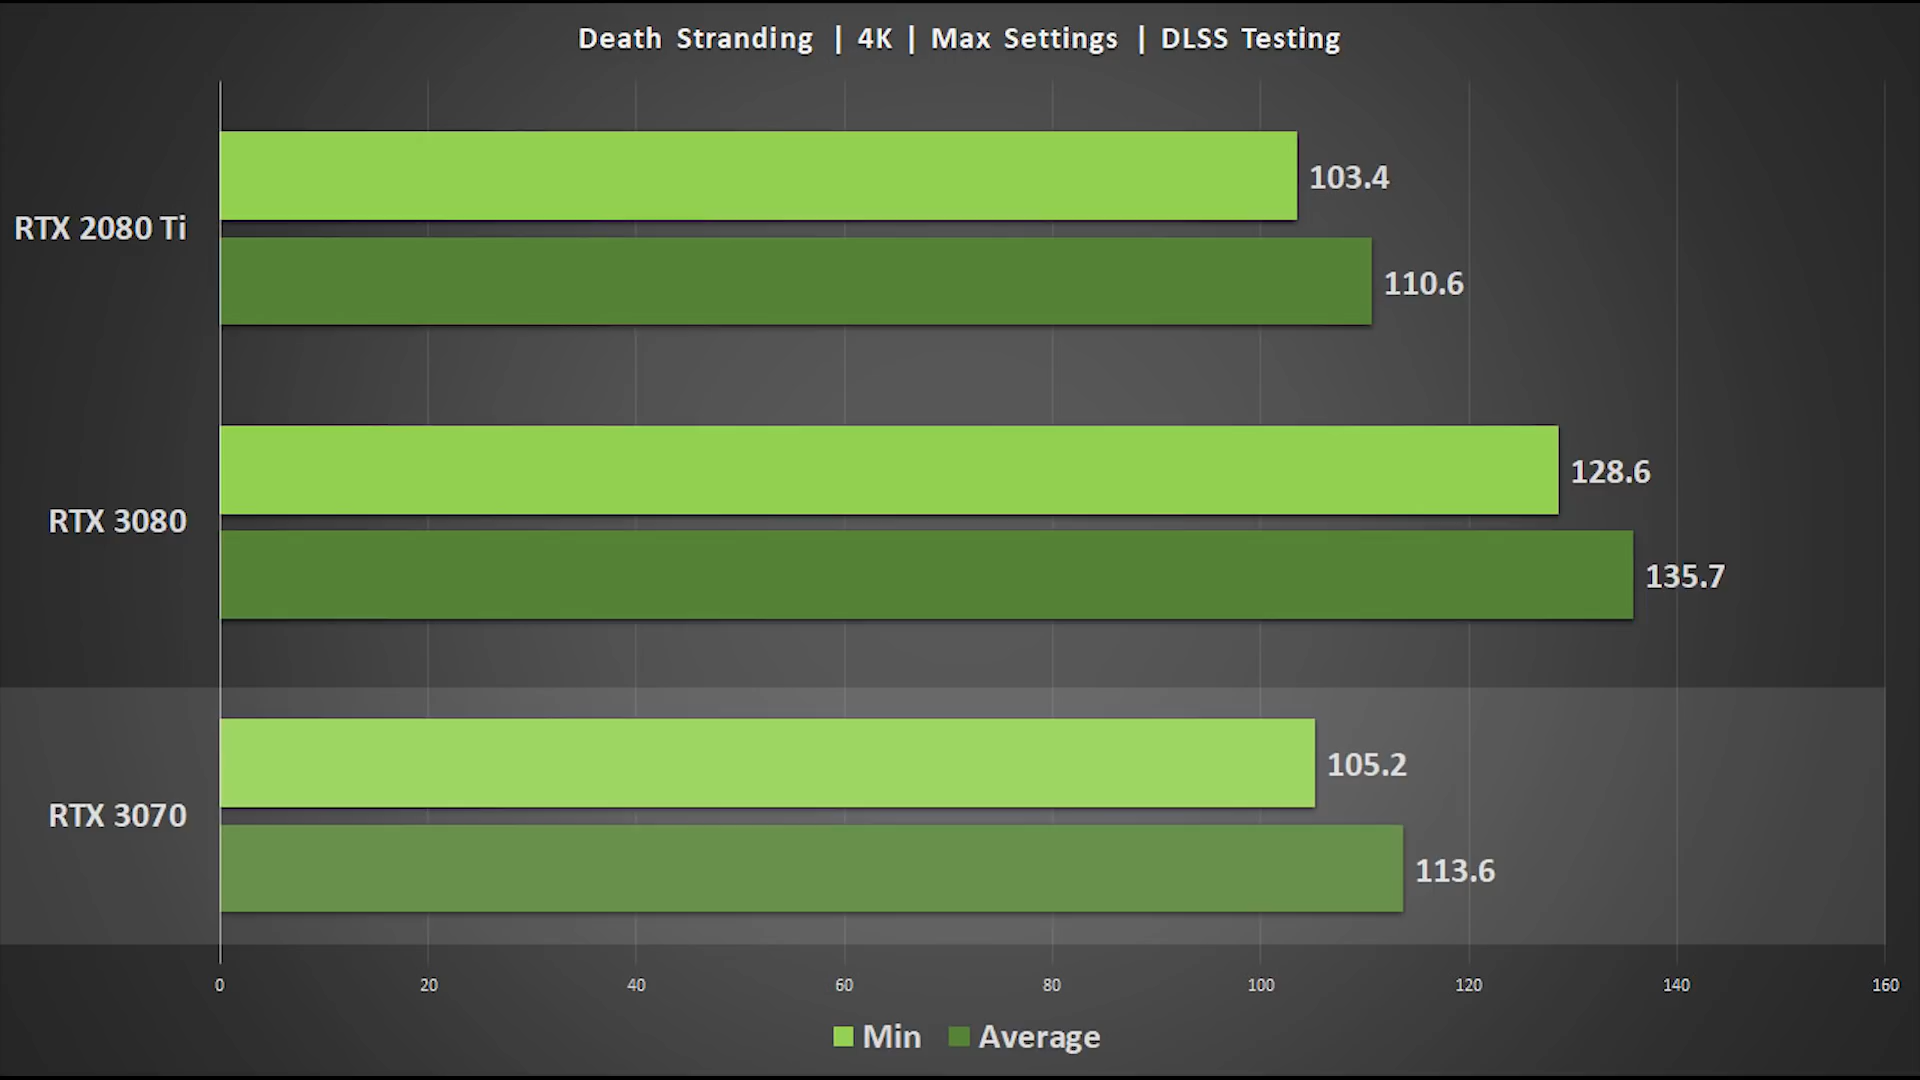 Death Stranding | 4K | Max Settings | DLSS Testing
RTX 2080 Ti
103.4
110.6
RTX 3080
128.6
135.7
RTX 3070
105.2
113.6
0 20 40 60 80 100 120 140 160
Min Average